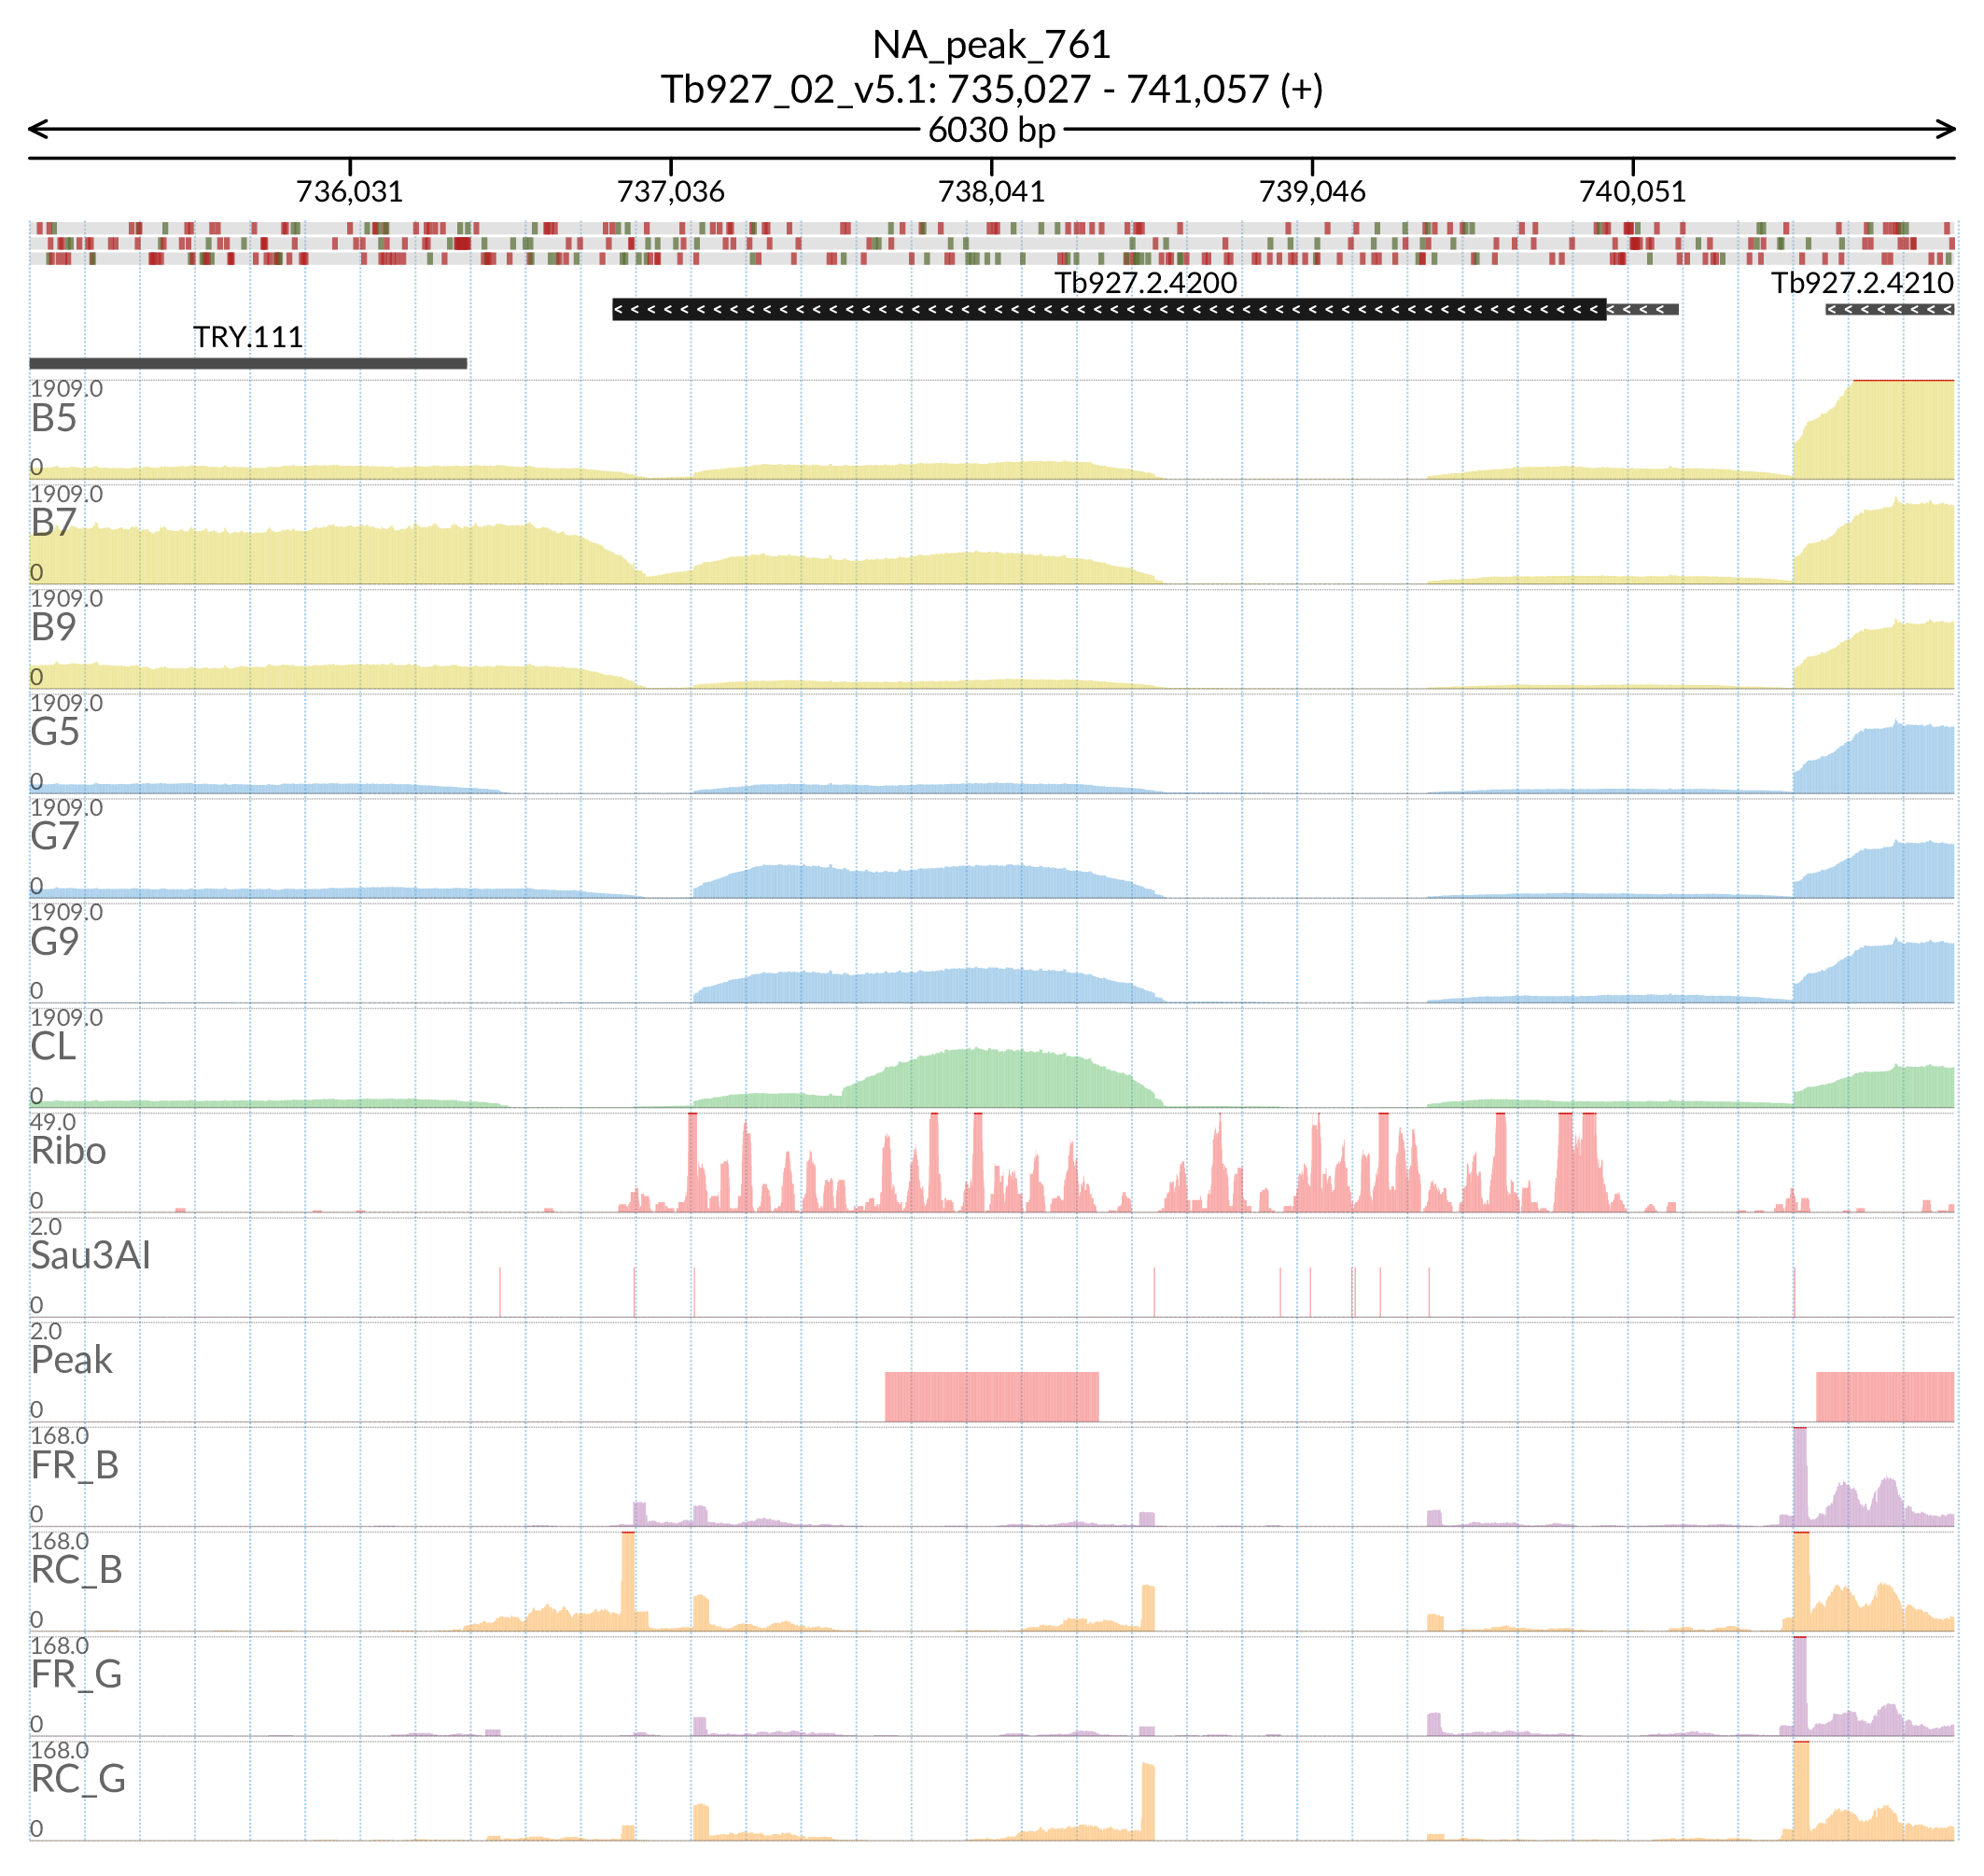 NA_peak_761
Tb927_02_v5.1: 735,027 - 741,057 (+)
6030 bp
736,031 737,036 738,041 739,046 740,051
Tb927.2.4200 Tb927.2.4210
TRY.111
1909.0
B5
0
1909.0
B7
0
1909.0
B9
0
1909.0
G5
0
1909.0
G7
0
1909.0
G9
0
1909.0
CL
0
49.0
Ribo
0
2.0
Sau3AI
0
2.0
Peak
0
168.0
FR_B
0
168.0
RC_B
0
168.0
FR_G
0
168.0
RC_G
0